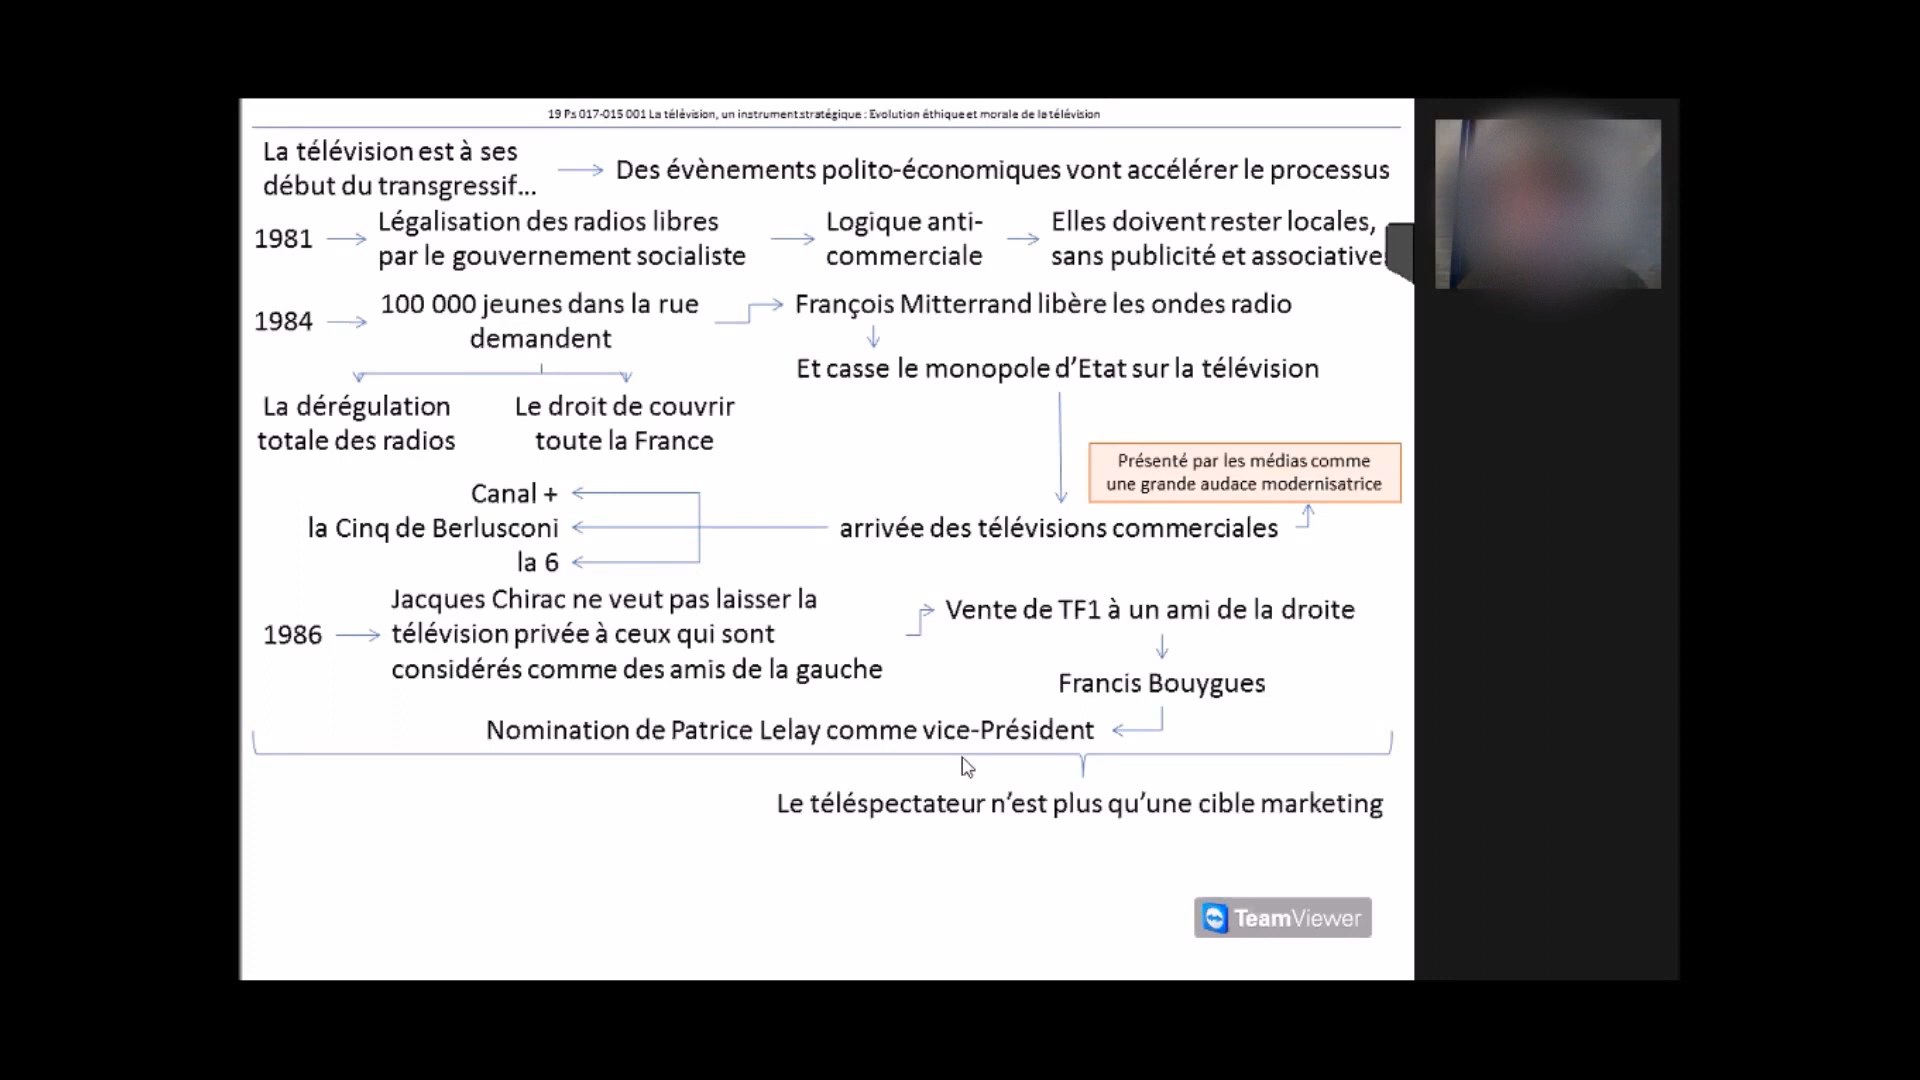 19 Ps 017-015 001 La télévision, un instrument stratégique : Evolution éthique et morale de la télévision
La télévision est à ses
début du transgressif...
Des évènements polito-économiques vont accélérer le processus
1981
Légalisation des radios libres
par le gouvernement socialiste
Logique anti-
commerciale
Elles doivent rester locales,
sans publicité et associative
1984
100 000 jeunes dans la rue
demandent
François Mitterrand libère les ondes radio
Et casse le monopole d’Etat sur la télévision
La dérégulation
totale des radios
Le droit de couvrir
toute la France
Présenté par les médias comme
une grande audace modernisatrice
arrivée des télévisions commerciales
Canal +
la Cinq de Berlusconi
la 6
1986
Jacques Chirac ne veut pas laisser la
télévision privée à ceux qui sont
considérés comme des amis de la gauche
Vente de TF1 à un ami de la droite
Francis Bouygues
Nomination de Patrice Lelay comme vice-Président
Le téléspectateur n’est plus qu’une cible marketing
TeamViewer